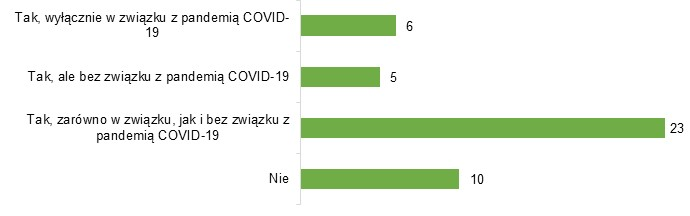 Tak, wyłącznie w związku z pandemią COVID-
19
6
Tak, ale bez związku z pandemią COVID-19
5
Tak, zarówno w związku, jak i bez związku z
pandemią COVID-19
23
Nie
10